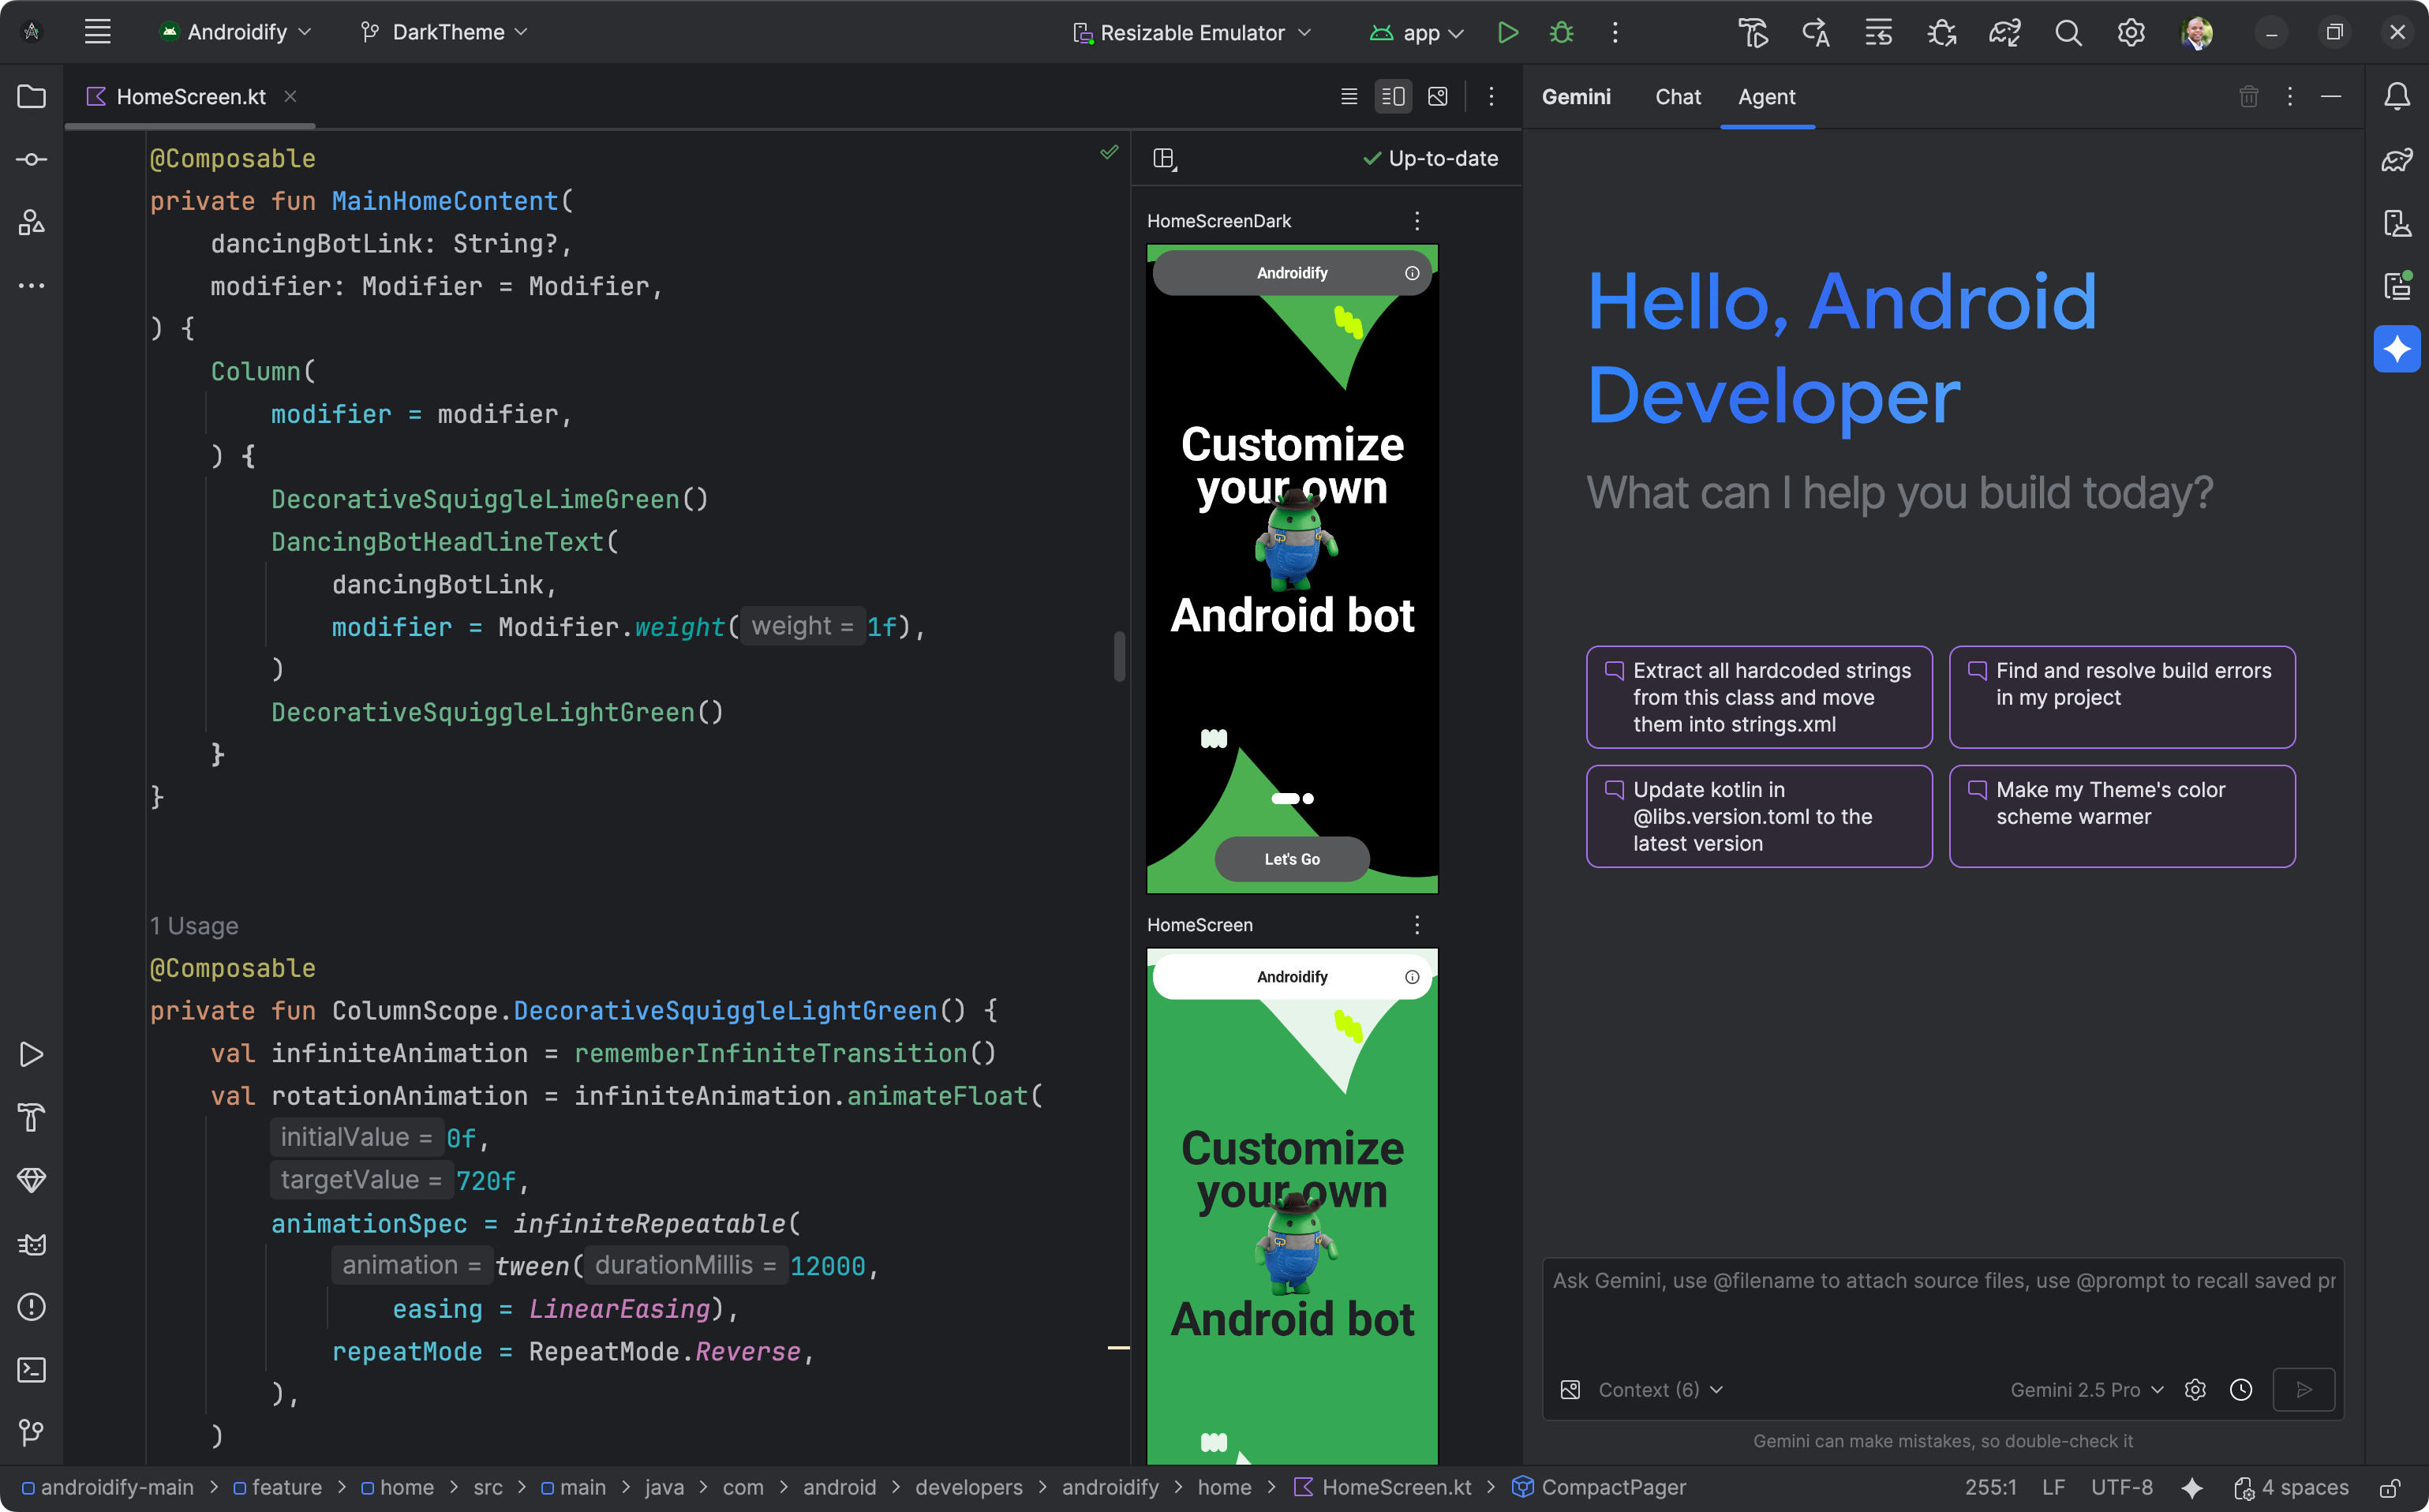 Androidify
DarkTheme
Resizable Emulator
app
HomeScreen.kt
@Composable
private fun MainHomeContent(
dancingBotLink: String?,
modifier: Modifier = Modifier,
) {
Column(
modifier = modifier,
) {
DecorativeSquiggleLimeGreen()
DancingBotHeadlineText(
dancingBotLink,
modifier = Modifier.weight( weight = 1f),
)
DecorativeSquiggleLightGreen()
}
}
1 Usage
@Composable
private fun ColumnScope.DecorativeSquiggleLightGreen() {
val infiniteAnimation = rememberInfiniteTransition()
val rotationAnimation = infiniteAnimation.animateFloat(
initialValue = 0f,
targetValue = 720f,
animationSpec = infiniteRepeatable(
animation = tween( durationMillis = 12000,
easing = LinearEasing),
repeatMode = RepeatMode.Reverse,
),
)
Up-to-date
HomeScreenDark
Androidify
Customize
your own
Android bot
Let's Go
HomeScreen
Androidify
Customize
your own
Android bot
Gemini
Chat
Agent
Hello, Android
Developer
What can I help you build today?
Extract all hardcoded strings
from this class and move
them into strings.xml
Find and resolve build errors
in my project
Update kotlin in
@libs.version.toml to the
latest version
Make my Theme's color
scheme warmer
Ask Gemini, use @filename to attach source files, use @prompt to recall saved pr
Context (6)
Gemini 2.5 Pro
Gemini can make mistakes, so double-check it
androidify-main > feature > home > src > main > java > com > android > developers > androidify > home > HomeScreen.kt > CompactPager
255:1 LF UTF-8 4 spaces